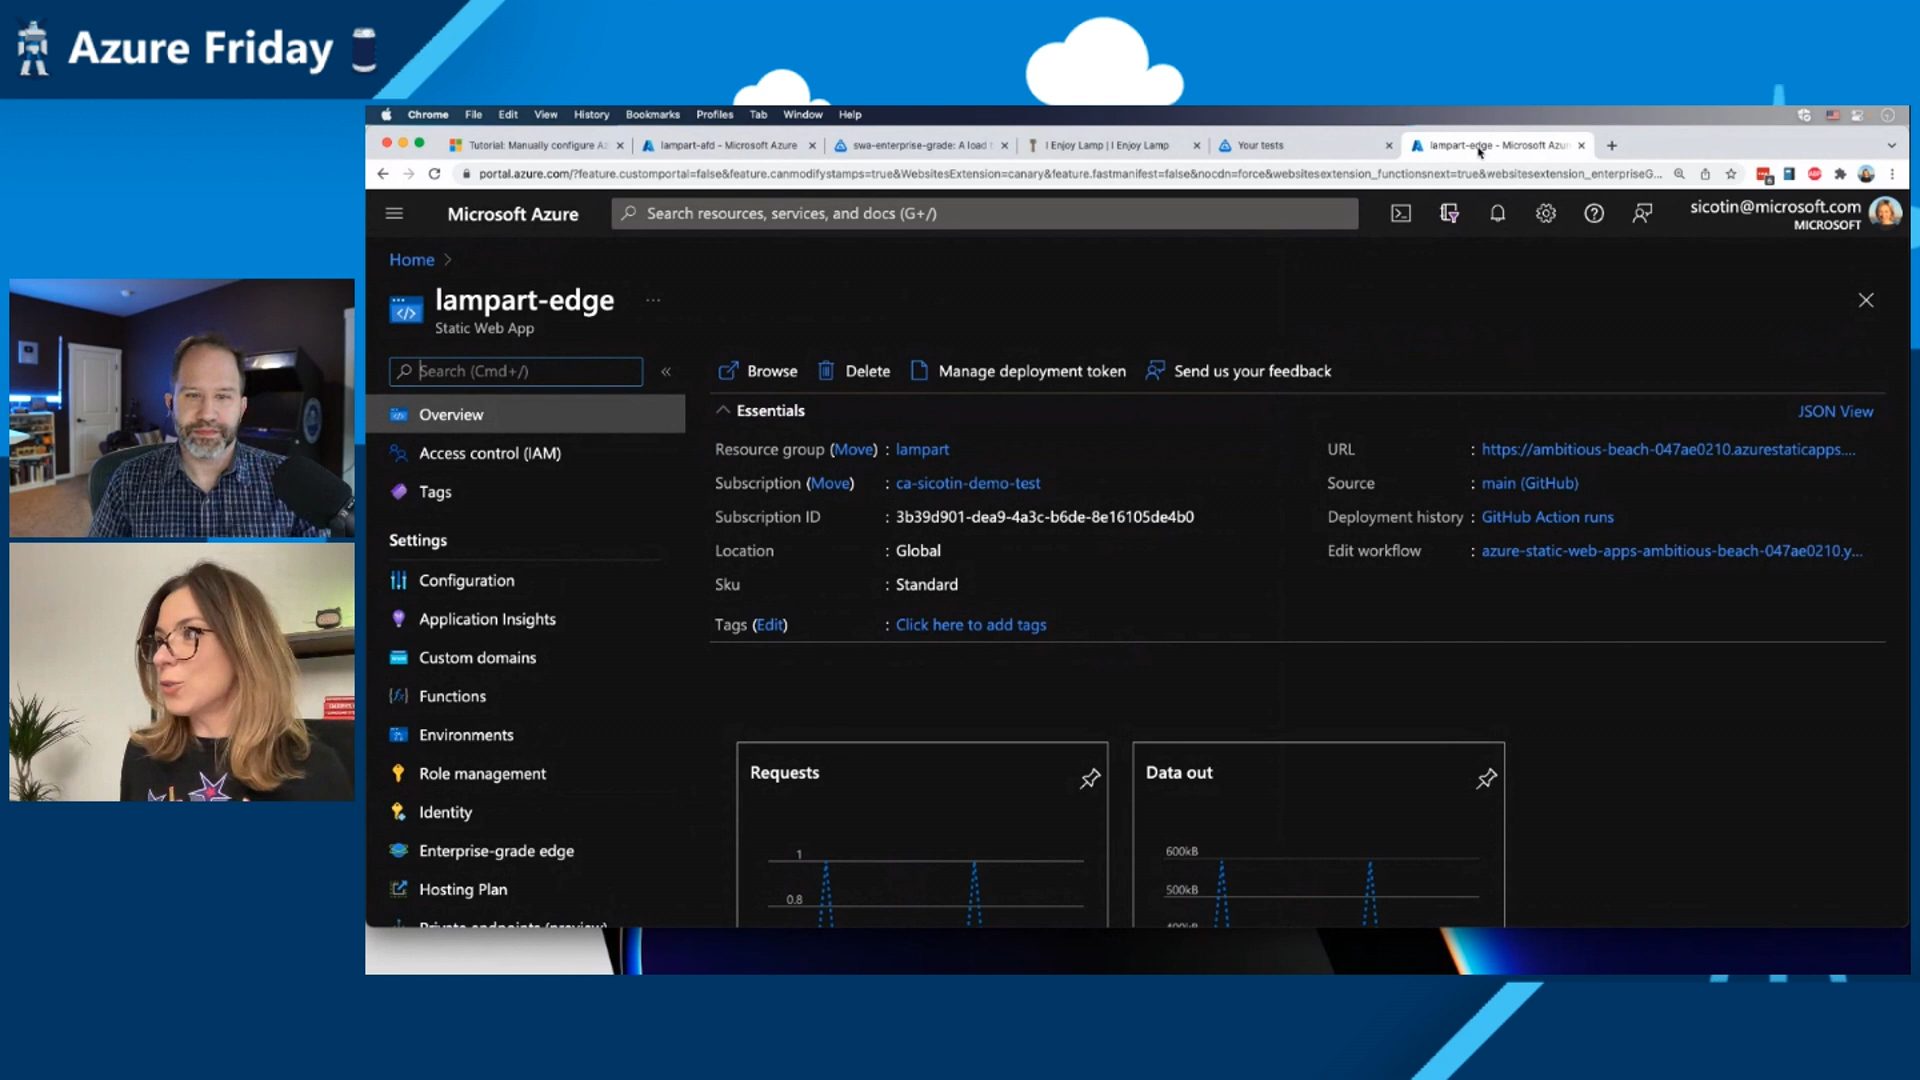 Azure Friday
Chrome File Edit View History Bookmarks Profiles Tab Window Help
Tutorial: Manually configure Az
lampart-afd - Microsoft Azure
swa-enterprise-grade: A load t
I Enjoy Lamp | I Enjoy Lamp
Your tests
lampart-edge - Microsoft Azur
portal.azure.com/?feature.customportal=false&feature.canmodifystamps=true&WebsitesExtension=canary&feature.fastmanifest=false&nocdn=force&websitesextension_functionsnext=true&websitesextension_enterpriseG...
Microsoft Azure
Search resources, services, and docs (G+/)
sicotin@microsoft.com
MICROSOFT
Home
lampart-edge ...
Static Web App
Search (Cmd+/)
Browse Delete Manage deployment token Send us your feedback
Overview
Access control (IAM)
Tags
Settings
Configuration
Application Insights
Custom domains
Functions
Environments
Role management
Identity
Enterprise-grade edge
Hosting Plan
Private endpoints (preview)
Essentials
JSON View
Resource group (Move) : lampart
Subscription (Move) : ca-sicotin-demo-test
Subscription ID : 3b39d901-dea9-4a3c-b6de-8e16105de4b0
Location : Global
Sku : Standard
Tags (Edit) : Click here to add tags
URL : https://ambitious-beach-047ae0210.azurestaticapps....
Source : main (GitHub)
Deployment history : GitHub Action runs
Edit workflow : azure-static-web-apps-ambitious-beach-047ae0210.y...
Requests
1
0.8
Data out
600kB
500kB
400kB